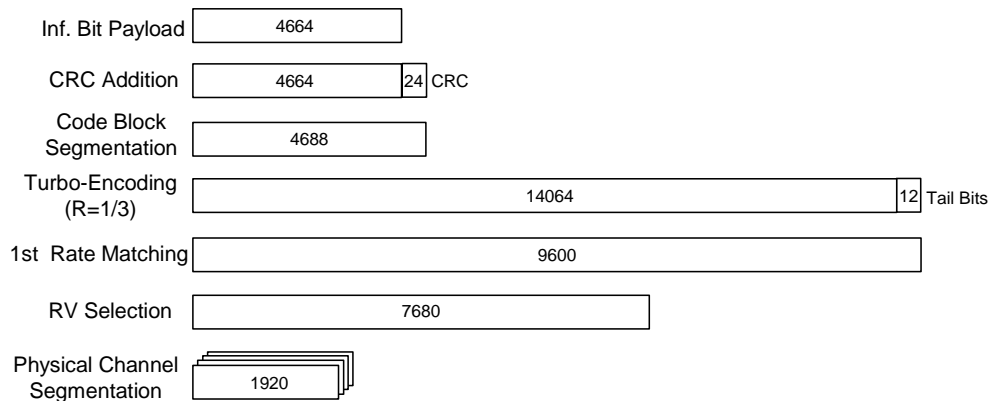 Inf. Bit Payload
4664
CRC Addition
4664
24
CRC
Code Block
Segmentation
4688
Turbo-Encoding
(R=1/3)
14064
12
Tail Bits
1st Rate Matching
9600
RV Selection
7680
Physical Channel
Segmentation
1920